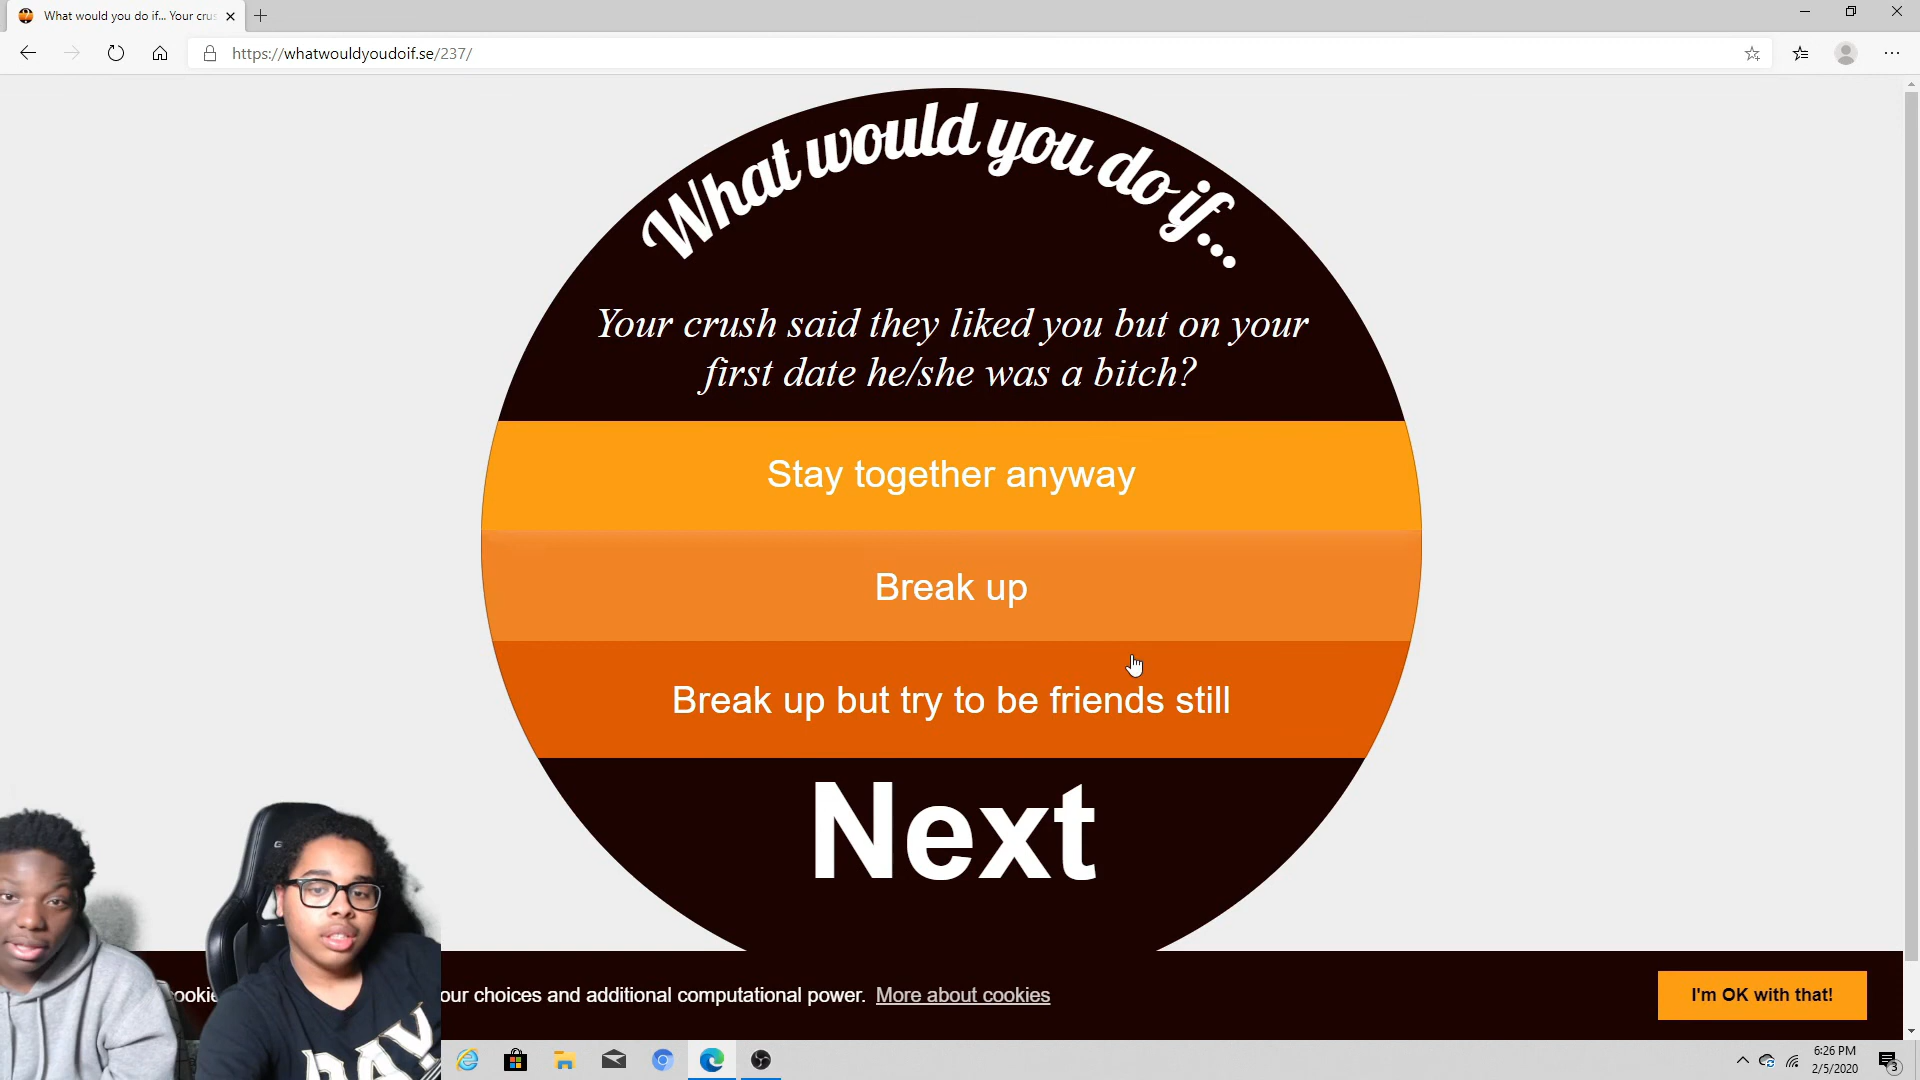 What would you do if... Your crus
https://whatwouldyoudoif.se/237/
What would you do if...
Your crush said they liked you but on your
first date he/she was a bitch?
Stay together anyway
Break up
Break up but try to be friends still
Next
our choices and additional computational power. More about cookies
I'm OK with that!
6:26 PM
2/5/2020
3